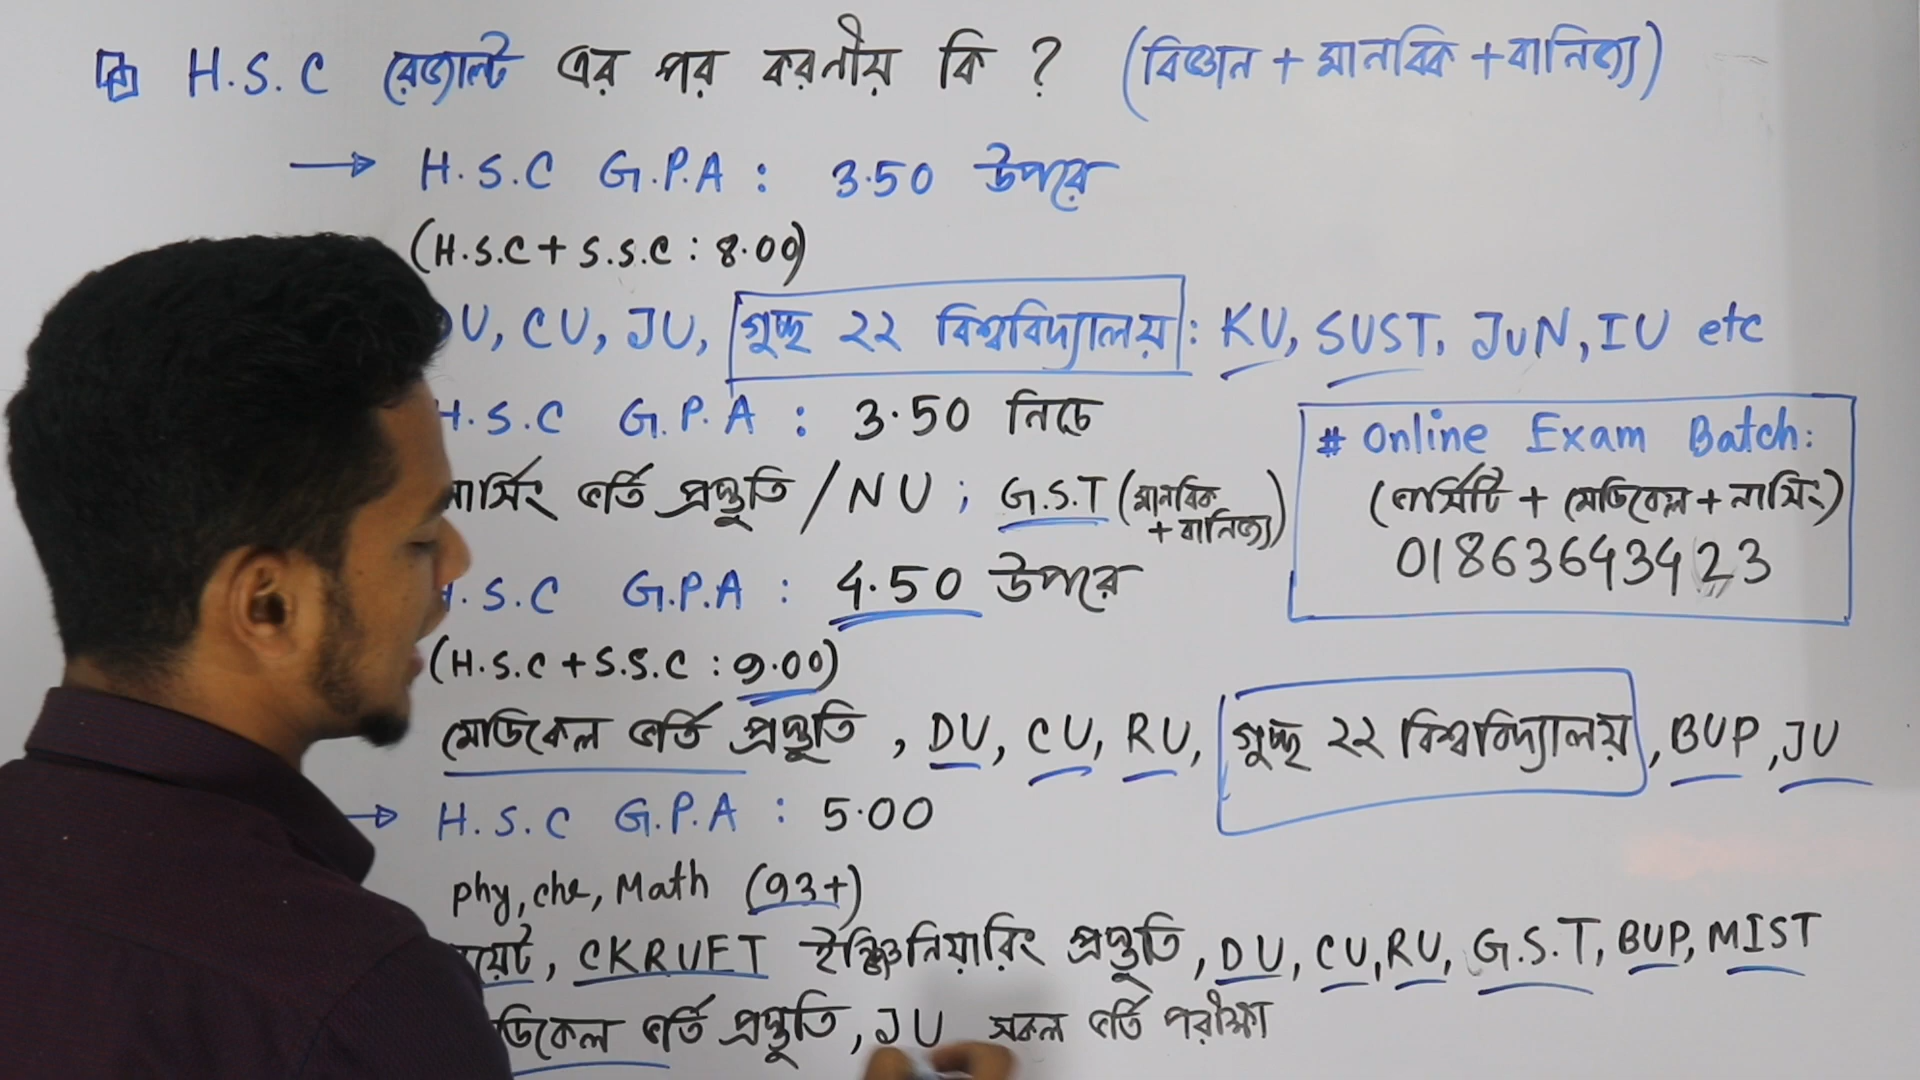 H.S.C রেজাল্ট এর পর করনীয় কি ? (বিজ্ঞান + মানবিক + বানিজ্য)
→ H.S.C G.P.A : 3.50 উপরে
(H.S.C + S.S.C : 8.00)
DU, CU, JU, গুচ্ছ ২২ বিশ্ববিদ্যালয় : KU, SUST, JUN, IU etc
H.S.C G.P.A : 3.50 নিচে
নার্সিং ভর্তি প্রস্তুতি / NU ; G.S.T (মানবিক + বানিজ্য)
# Online Exam Batch:
(ভার্সিটি + মেডিকেল + নার্সিং)
01863643423
H.S.C G.P.A : 4.50 উপরে
(H.S.C + S.S.C : 9.00)
মেডিকেল ভর্তি প্রস্তুতি, DU, CU, RU, গুচ্ছ ২২ বিশ্ববিদ্যালয়, BUP, JU
→ H.S.C G.P.A : 5.00
phy, che, Math (93+)
য়েট, CKRUET ইঞ্জিনিয়ারিং প্রস্তুতি, DU, CU, RU, G.S.T, BUP, MIST
ডিকেল ভর্তি প্রস্তুতি, JU সকল ভর্তি পরীক্ষা